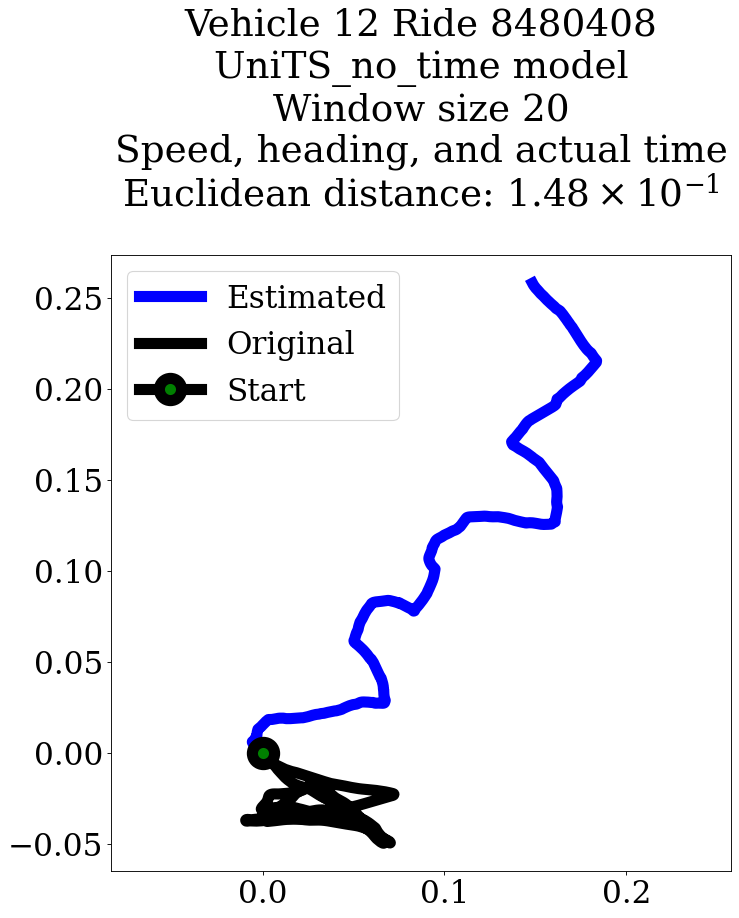 Vehicle 12 Ride 8480408
UniTS_no_time model
Window size 20
Speed, heading, and actual time
Euclidean distance: 1.48 × 10⁻¹
Estimated
Original
Start
0.25
0.20
0.15
0.10
0.05
0.00
−0.05
0.0 0.1 0.2